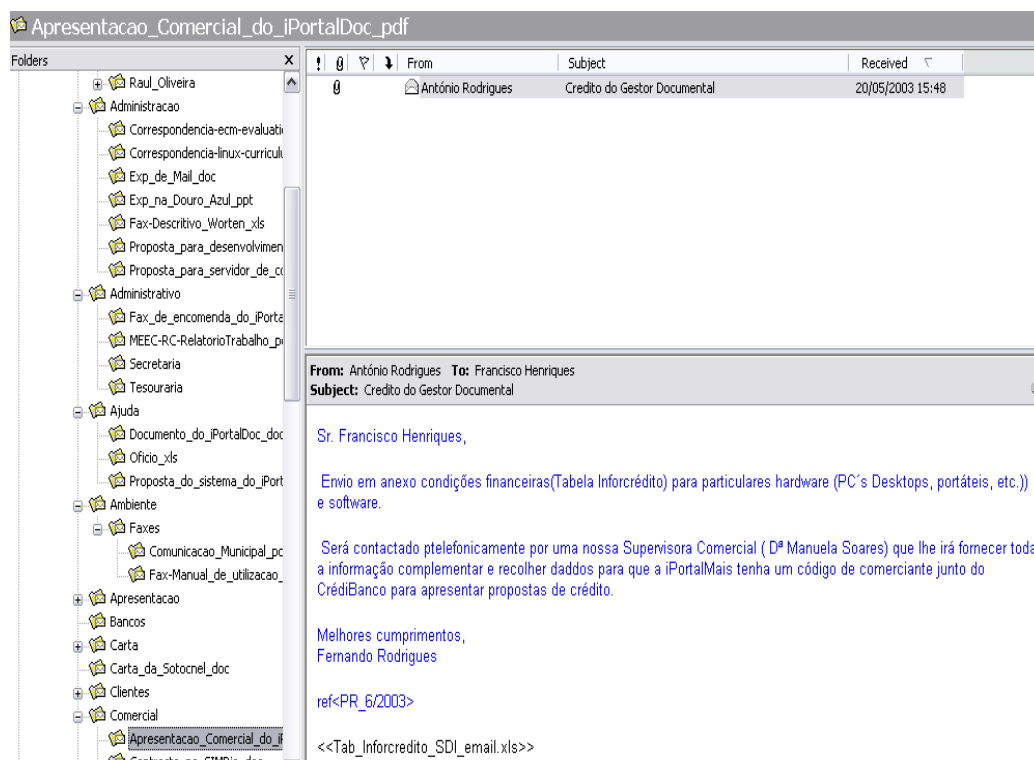 Apresentacao_Comercial_do_iPortalDoc_pdf
Folders x
Raul_Oliveira
Administracao
Correspondencia-ecm-evaluati
Correspondencia-linux-curricul
Exp_de_Mail_doc
Exp_na_Douro_Azul_ppt
Fax-Descritivo_Worten_xls
Proposta_para_desenvolvimen
Proposta_para_servidor_de_co
Administrativo
Fax_de_encomenda_do_iPorta
MEEC-RC-RelatorioTrabalho_p
Secretaria
Tesouraria
Ajuda
Documento_do_iPortalDoc_doc
Oficio_xls
Proposta_do_sistema_do_iPort
Ambiente
Faxes
Comunicacao_Municipal_pc
Fax-Manual_de_utilizacao_
Apresentacao
Bancos
Carta
Carta_da_Sotocnel_doc
Clientes
Comercial
Apresentacao_Comercial_do_i
! From Subject Received
António Rodrigues Credito do Gestor Documental 20/05/2003 15:48
From: António Rodrigues To: Francisco Henriques
Subject: Credito do Gestor Documental
Sr. Francisco Henriques,
Envio em anexo condições financeiras(Tabela Inforcrédito) para particulares hardware (PC´s Desktops, portáteis, etc.))
e software.
Será contactado ptelefonicamente por uma nossa Supervisora Comercial ( Dª Manuela Soares) que lhe irá fornecer toda
a informação complementar e recolher daddos para que a iPortalMais tenha um código de comerciante junto do
CrédiBanco para apresentar propostas de crédito.
Melhores cumprimentos,
Fernando Rodrigues
ref<PR_6/2003>
<<Tab_Inforcredito_SDI_email.xls>>